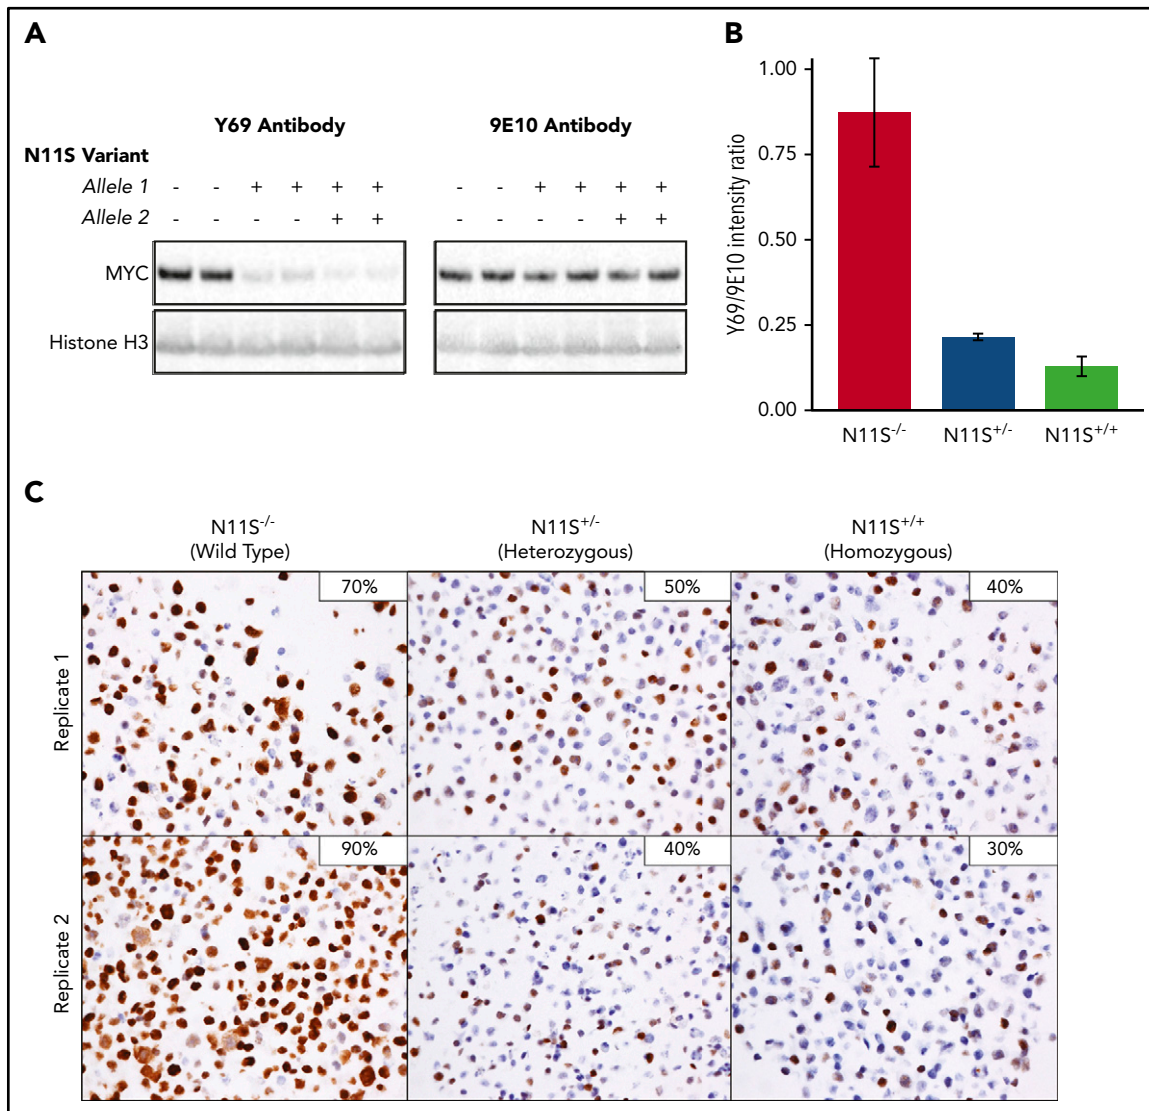 A
Y69 Antibody 9E10 Antibody
N11S Variant
Allele 1 - - + + + + - - + + + +
Allele 2 - - - - + + - - - - + +
MYC
Histone H3
B
1.00
0.75
0.50
0.25
0.00
Y69/9E10 intensity ratio
N11S-/- N11S+/- N11S+/+
C
N11S-/- N11S+/- N11S+/+
(Wild Type) (Heterozygous) (Homozygous)
Replicate 1
70% 50% 40%
Replicate 2
90% 40% 30%